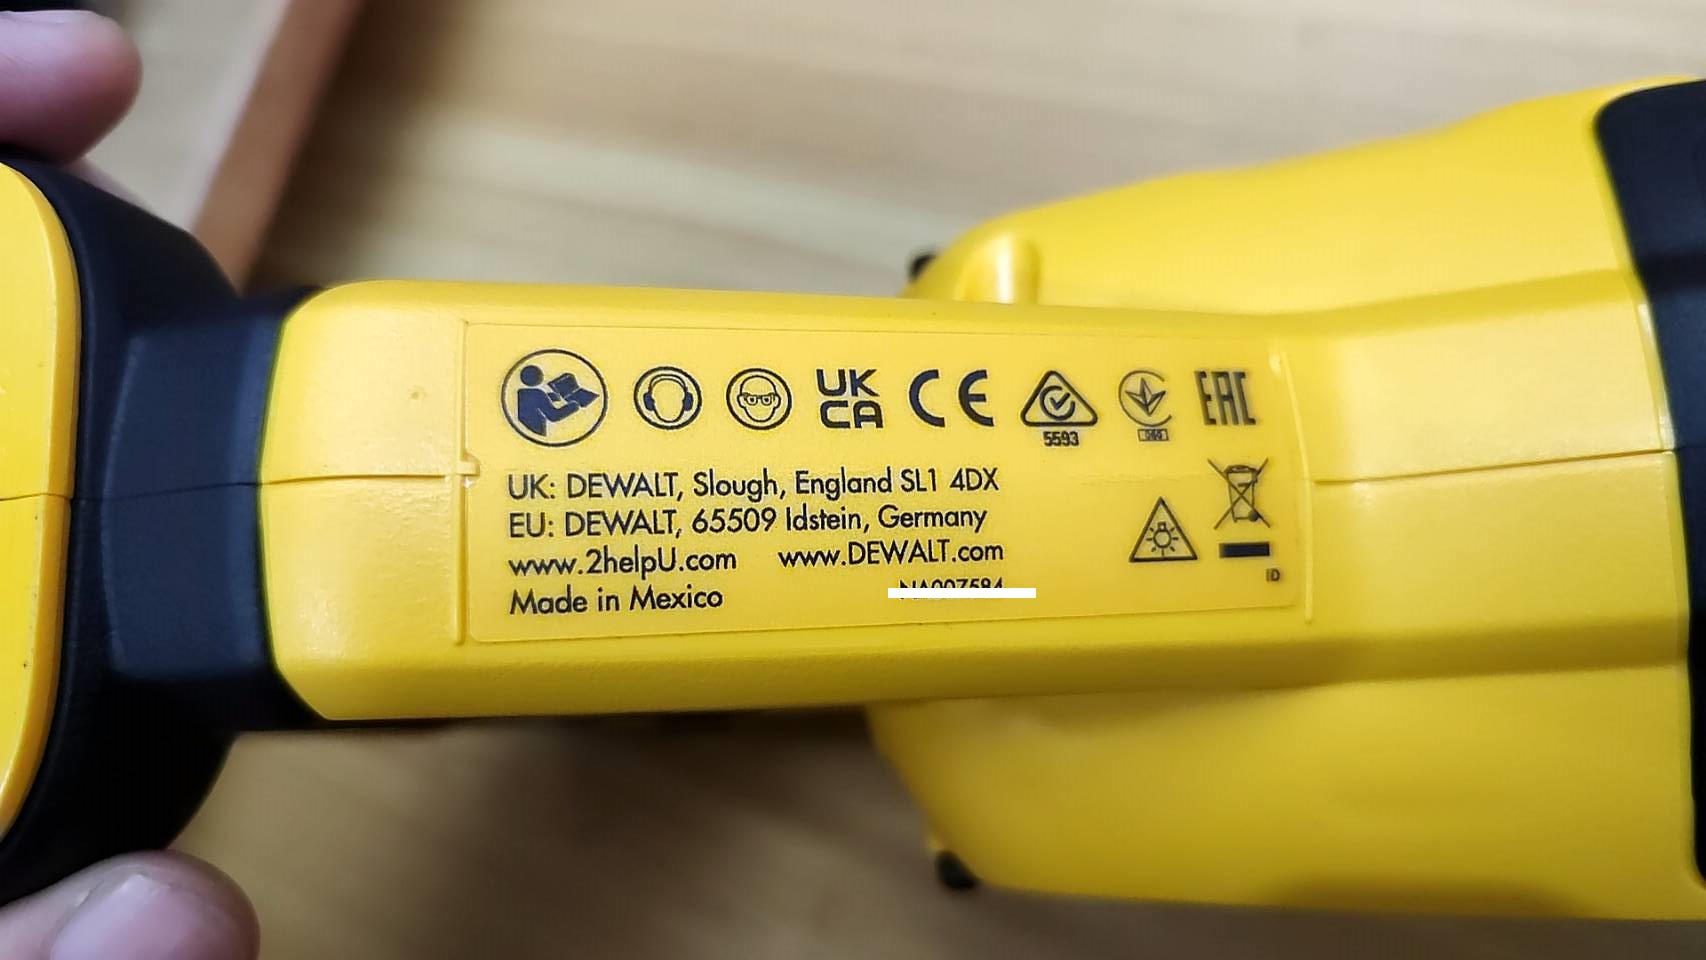 UK
CA
CE
5593
EAC
UK: DEWALT, Slough, England SL1 4DX
EU: DEWALT, 65509 Idstein, Germany
www.2helpU.com www.DEWALT.com
Made in Mexico
ID